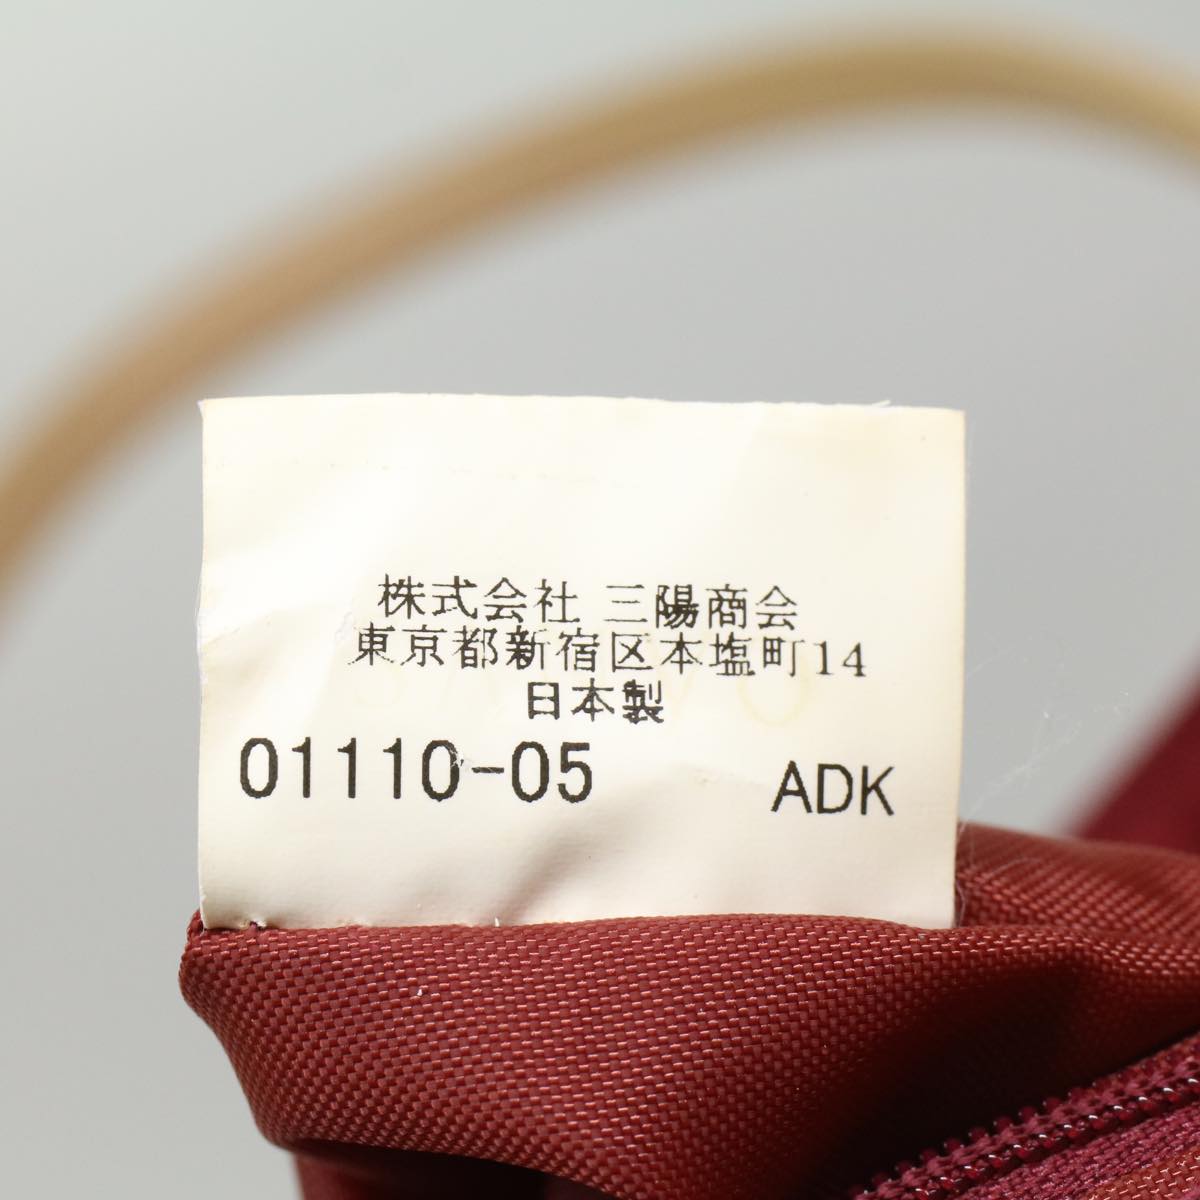 株式会社 三陽商会
東京都新宿区本塩町14
日本製
01110-05 ADK